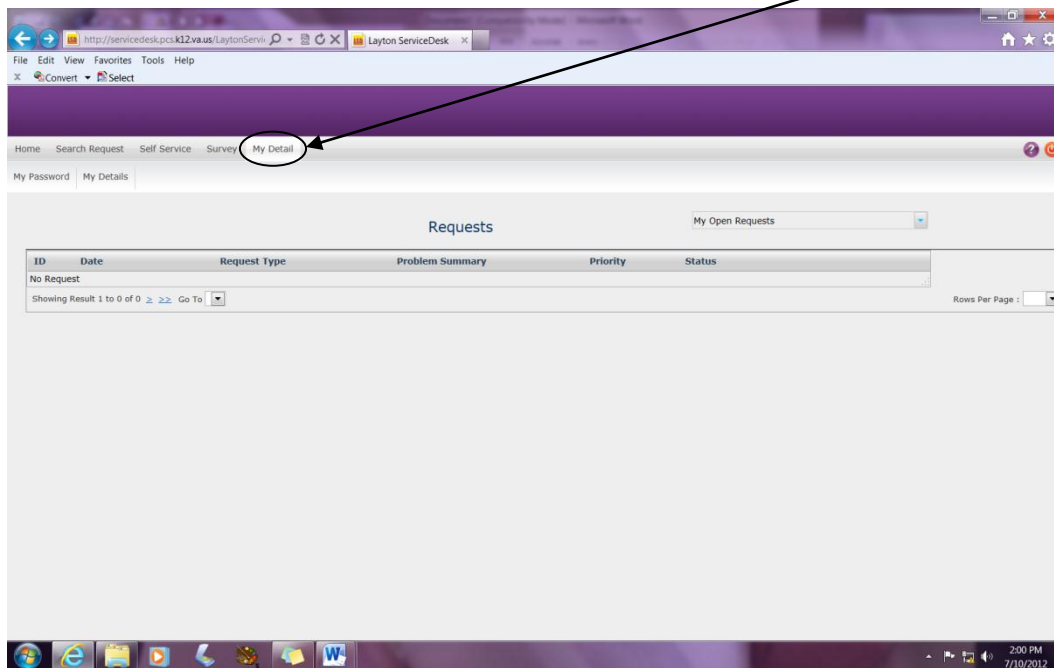 http://servicedesk.pcs.k12.va.us/LaytonServi
Layton ServiceDesk
File Edit View Favorites Tools Help
Convert Select
Home Search Request Self Service Survey My Detail
My Password My Details
Requests
My Open Requests
ID Date Request Type Problem Summary Priority Status
No Request
Showing Result 1 to 0 of 0 > >> Go To
Rows Per Page :
2:00 PM
7/10/2012